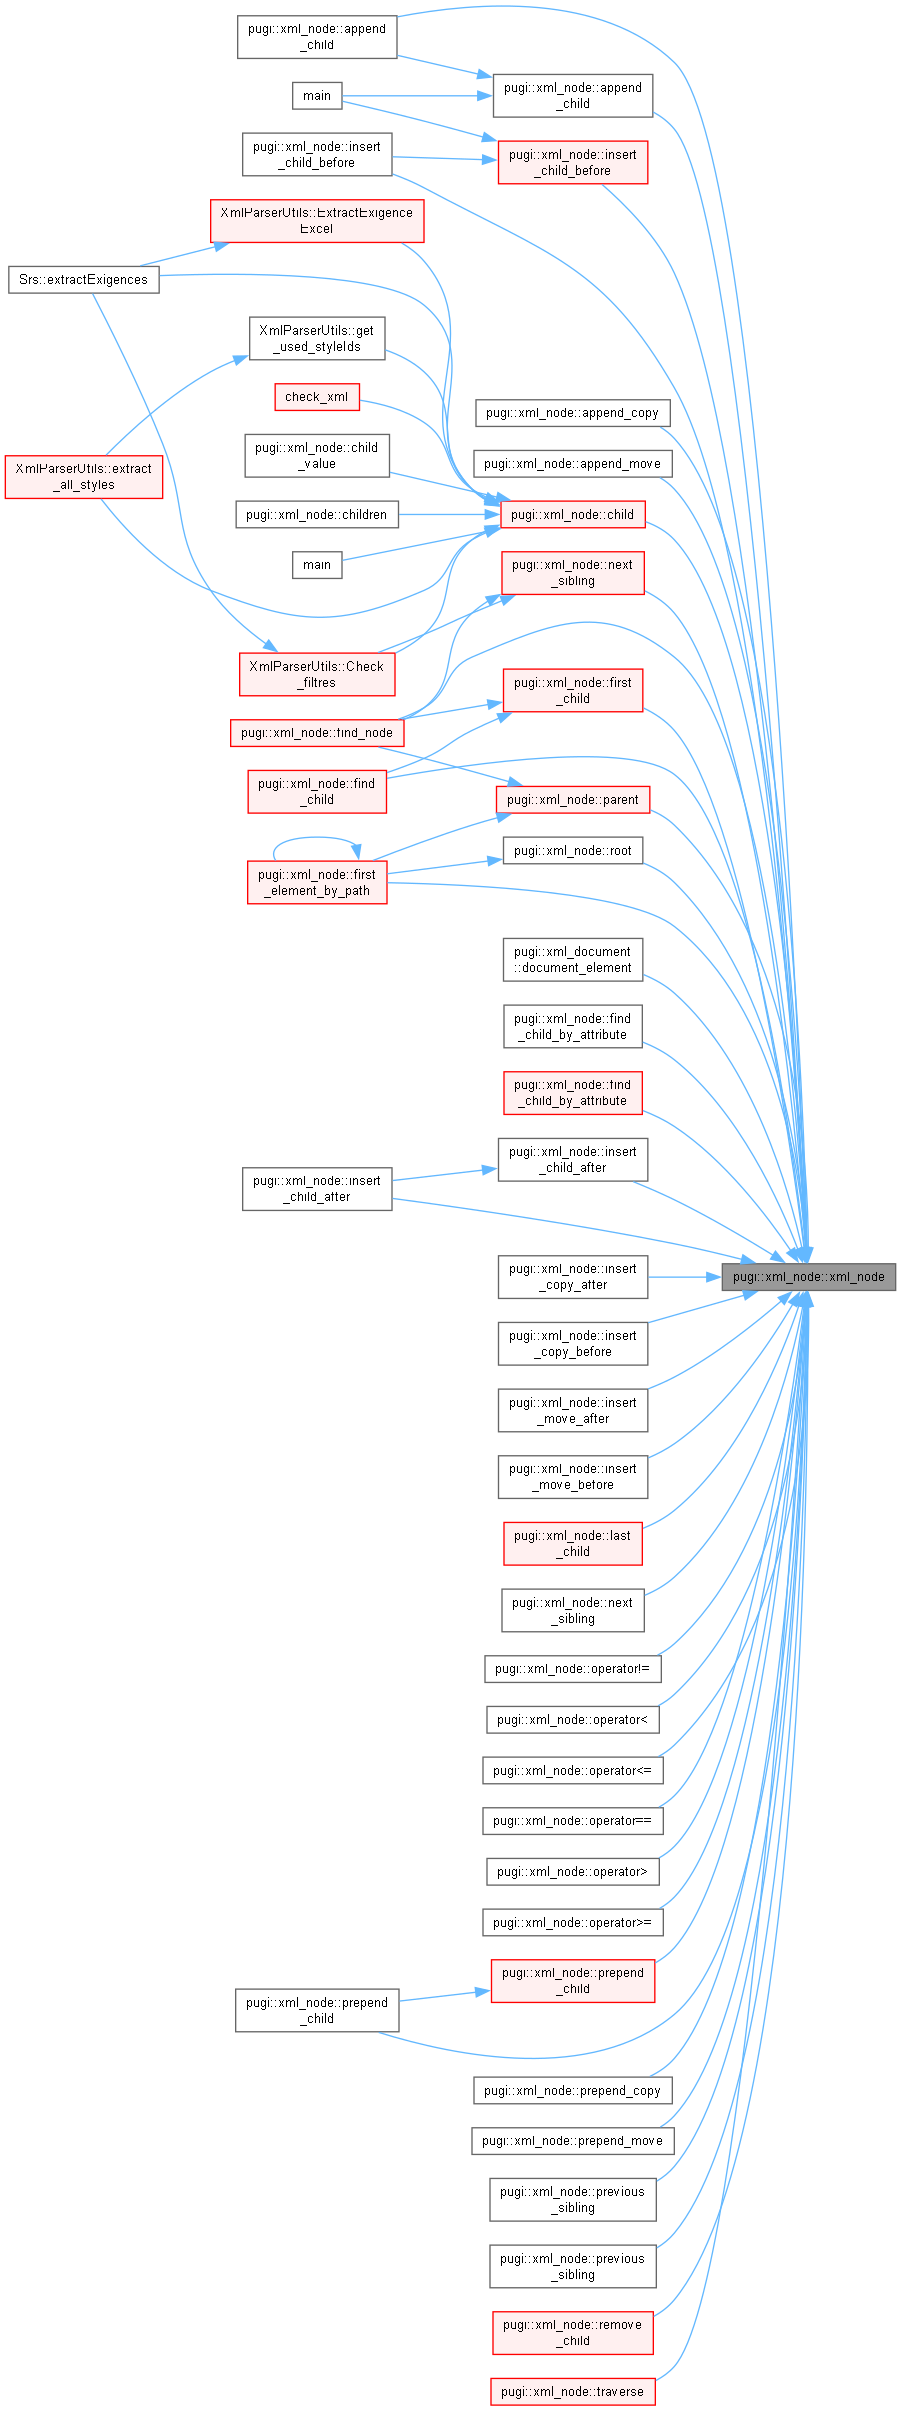 pugi::xml_node::append
_child
pugi::xml_node::append
_child
main
pugi::xml_node::insert
_child_before
pugi::xml_node::insert
_child_before
XmlParserUtils::ExtractExigence
Excel
Srs::extractExigences
XmlParserUtils::get
_used_styleIds
check_xml
pugi::xml_node::append_copy
pugi::xml_node::child
_value
pugi::xml_node::append_move
XmlParserUtils::extract
_all_styles
pugi::xml_node::children
pugi::xml_node::child
main
pugi::xml_node::next
_sibling
XmlParserUtils::Check
_filtres
pugi::xml_node::first
_child
pugi::xml_node::find_node
pugi::xml_node::find
_child
pugi::xml_node::parent
pugi::xml_node::root
pugi::xml_node::first
_element_by_path
pugi::xml_document
::document_element
pugi::xml_node::find
_child_by_attribute
pugi::xml_node::find
_child_by_attribute
pugi::xml_node::insert
_child_after
pugi::xml_node::insert
_child_after
pugi::xml_node::xml_node
pugi::xml_node::insert
_copy_after
pugi::xml_node::insert
_copy_before
pugi::xml_node::insert
_move_after
pugi::xml_node::insert
_move_before
pugi::xml_node::last
_child
pugi::xml_node::next
_sibling
pugi::xml_node::operator!=
pugi::xml_node::operator<
pugi::xml_node::operator<=
pugi::xml_node::operator==
pugi::xml_node::operator>
pugi::xml_node::operator>=
pugi::xml_node::prepend
_child
pugi::xml_node::prepend
_child
pugi::xml_node::prepend_copy
pugi::xml_node::prepend_move
pugi::xml_node::previous
_sibling
pugi::xml_node::previous
_sibling
pugi::xml_node::remove
_child
pugi::xml_node::traverse